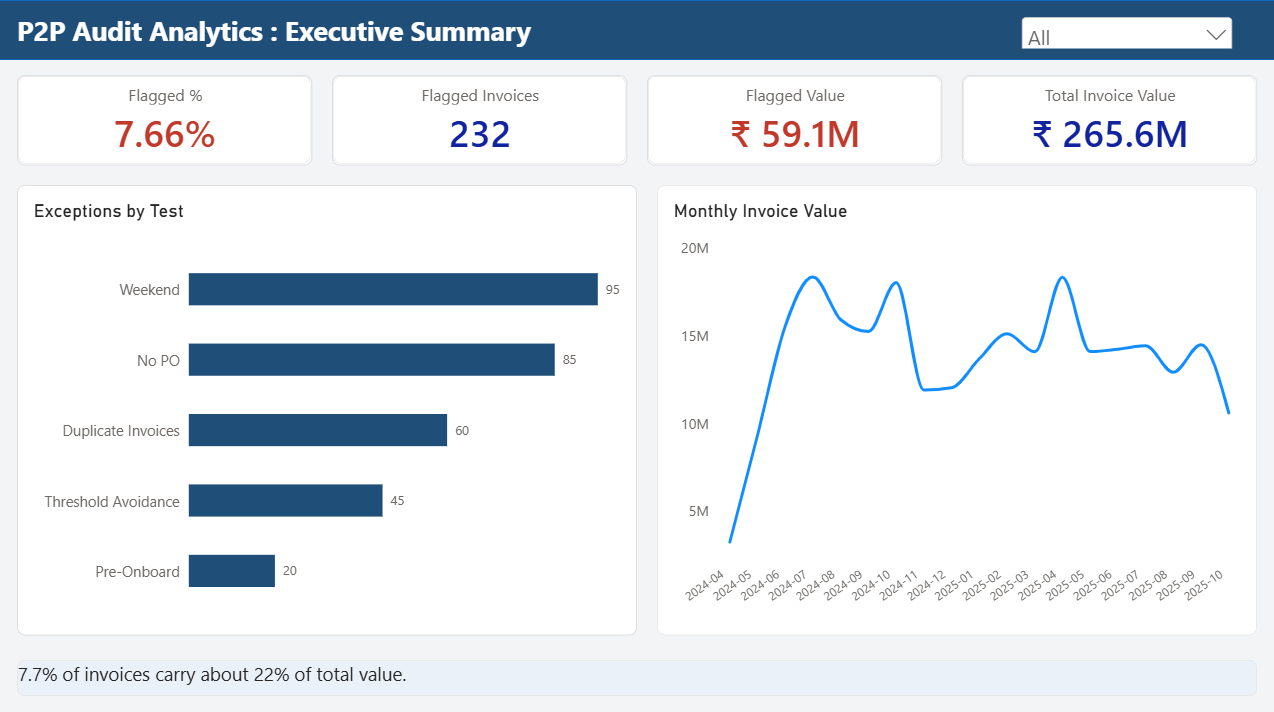 P2P Audit Analytics : Executive Summary
All
Flagged %
7.66%
Flagged Invoices
232
Flagged Value
₹ 59.1M
Total Invoice Value
₹ 265.6M
Exceptions by Test
Weekend 95
No PO 85
Duplicate Invoices 60
Threshold Avoidance 45
Pre-Onboard 20
Monthly Invoice Value
20M
15M
10M
5M
2024-04 2024-05 2024-06 2024-07 2024-08 2024-09 2024-10 2024-11 2024-12 2025-01 2025-02 2025-03 2025-04 2025-05 2025-06 2025-07 2025-08 2025-09 2025-10
7.7% of invoices carry about 22% of total value.